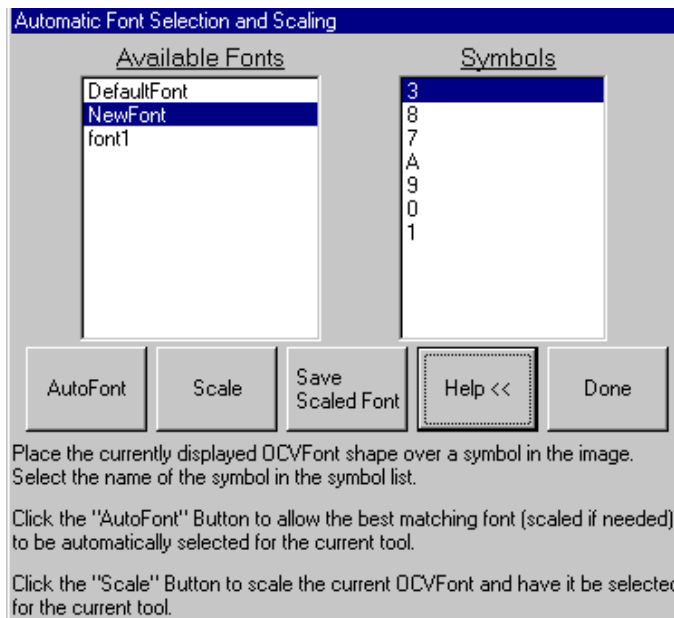 Automatic Font Selection and Scaling
Available Fonts
DefaultFont
NewFont
font1
Symbols
3
8
7
A
9
0
1
AutoFont
Scale
Save
Scaled Font
Help <<
Done
Place the currently displayed OCVFont shape over a symbol in the image.
Select the name of the symbol in the symbol list.
Click the "AutoFont" Button to allow the best matching font (scaled if needed)
to be automatically selected for the current tool.
Click the "Scale" Button to scale the current OCVFont and have it be selected
for the current tool.